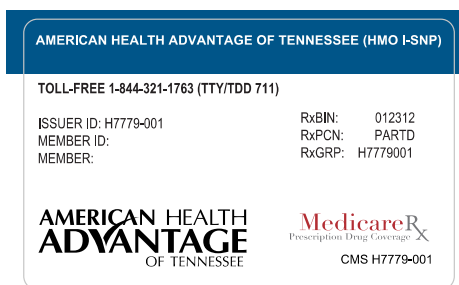 AMERICAN HEALTH ADVANTAGE OF TENNESSEE (HMO I-SNP)
TOLL-FREE 1-844-321-1763 (TTY/TDD 711)
ISSUER ID: H7779-001
MEMBER ID:
MEMBER:
RxBIN: 012312
RxPCN: PARTD
RxGRP: H7779001
AMERICAN HEALTH
ADVANTAGE
OF TENNESSEE
MedicareRx
Prescription Drug Coverage
CMS H7779-001